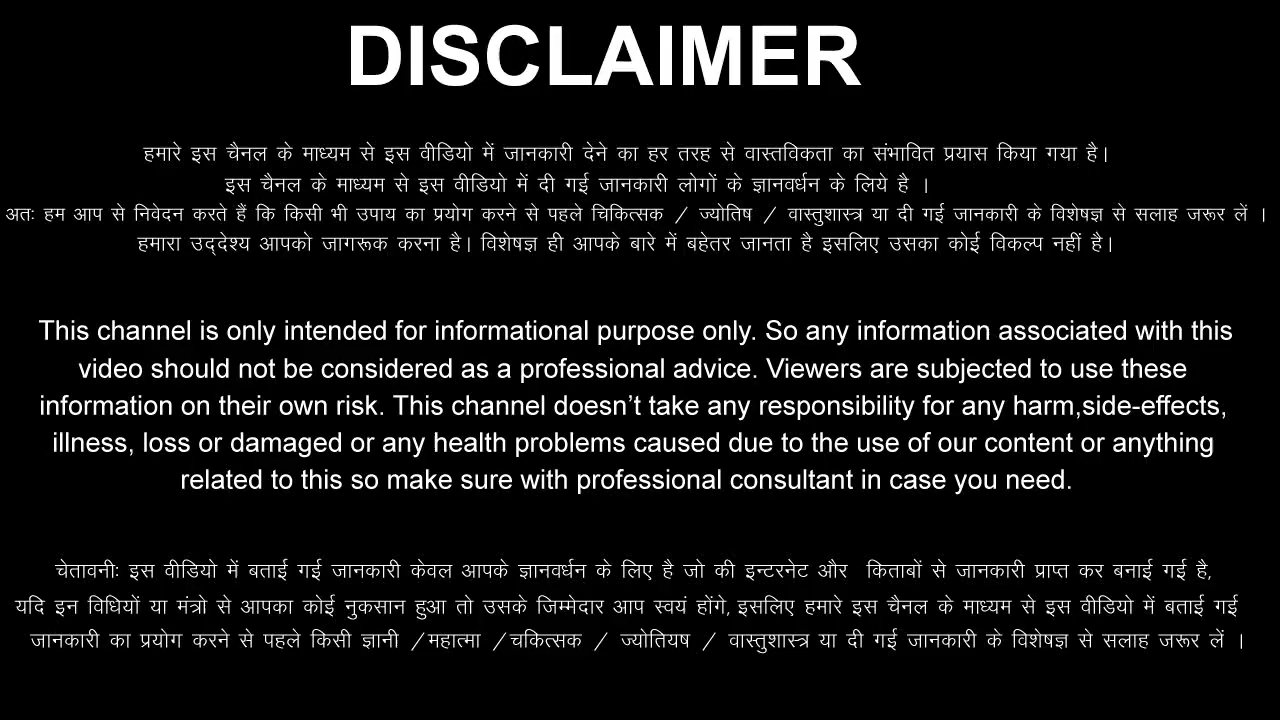 DISCLAIMER
हमारे इस चैनल के माध्यम से इस वीडियो में जानकारी देने का हर तरह से वास्तविकता का संभावित प्रयास किया गया है।
इस चैनल के माध्यम से इस वीडियो में दी गई जानकारी लोगों के ज्ञानवर्धन के लिये है ।
अतः हम आप से निवेदन करते हैं कि किसी भी उपाय का प्रयोग करने से पहले चिकित्सक / ज्योतिष / वास्तुशास्त्र या दी गई जानकारी के विशेषज्ञ से सलाह जरूर लें ।
हमारा उद्देश्य आपको जागरूक करना है। विशेषज्ञ ही आपके बारे में बहेतर जानता है इसलिए उसका कोई विकल्प नहीं है।
This channel is only intended for informational purpose only. So any information associated with this
video should not be considered as a professional advice. Viewers are subjected to use these
information on their own risk. This channel doesn’t take any responsibility for any harm,side-effects,
illness, loss or damaged or any health problems caused due to the use of our content or anything
related to this so make sure with professional consultant in case you need.
चेतावनीः इस वीडियो में बताई गई जानकारी केवल आपके ज्ञानवर्धन के लिए है जो की इन्टरनेट और किताबों से जानकारी प्राप्त कर बनाई गई है,
यदि इन विधियों या मंत्रो से आपका कोई नुकसान हुआ तो उसके जिम्मेदार आप स्वयं होंगे, इसलिए हमारे इस चैनल के माध्यम से इस वीडियो में बताई गई
जानकारी का प्रयोग करने से पहले किसी ज्ञानी /महात्मा /चकित्सक / ज्योतियष / वास्तुशास्त्र या दी गई जानकारी के विशेषज्ञ से सलाह जरूर लें ।